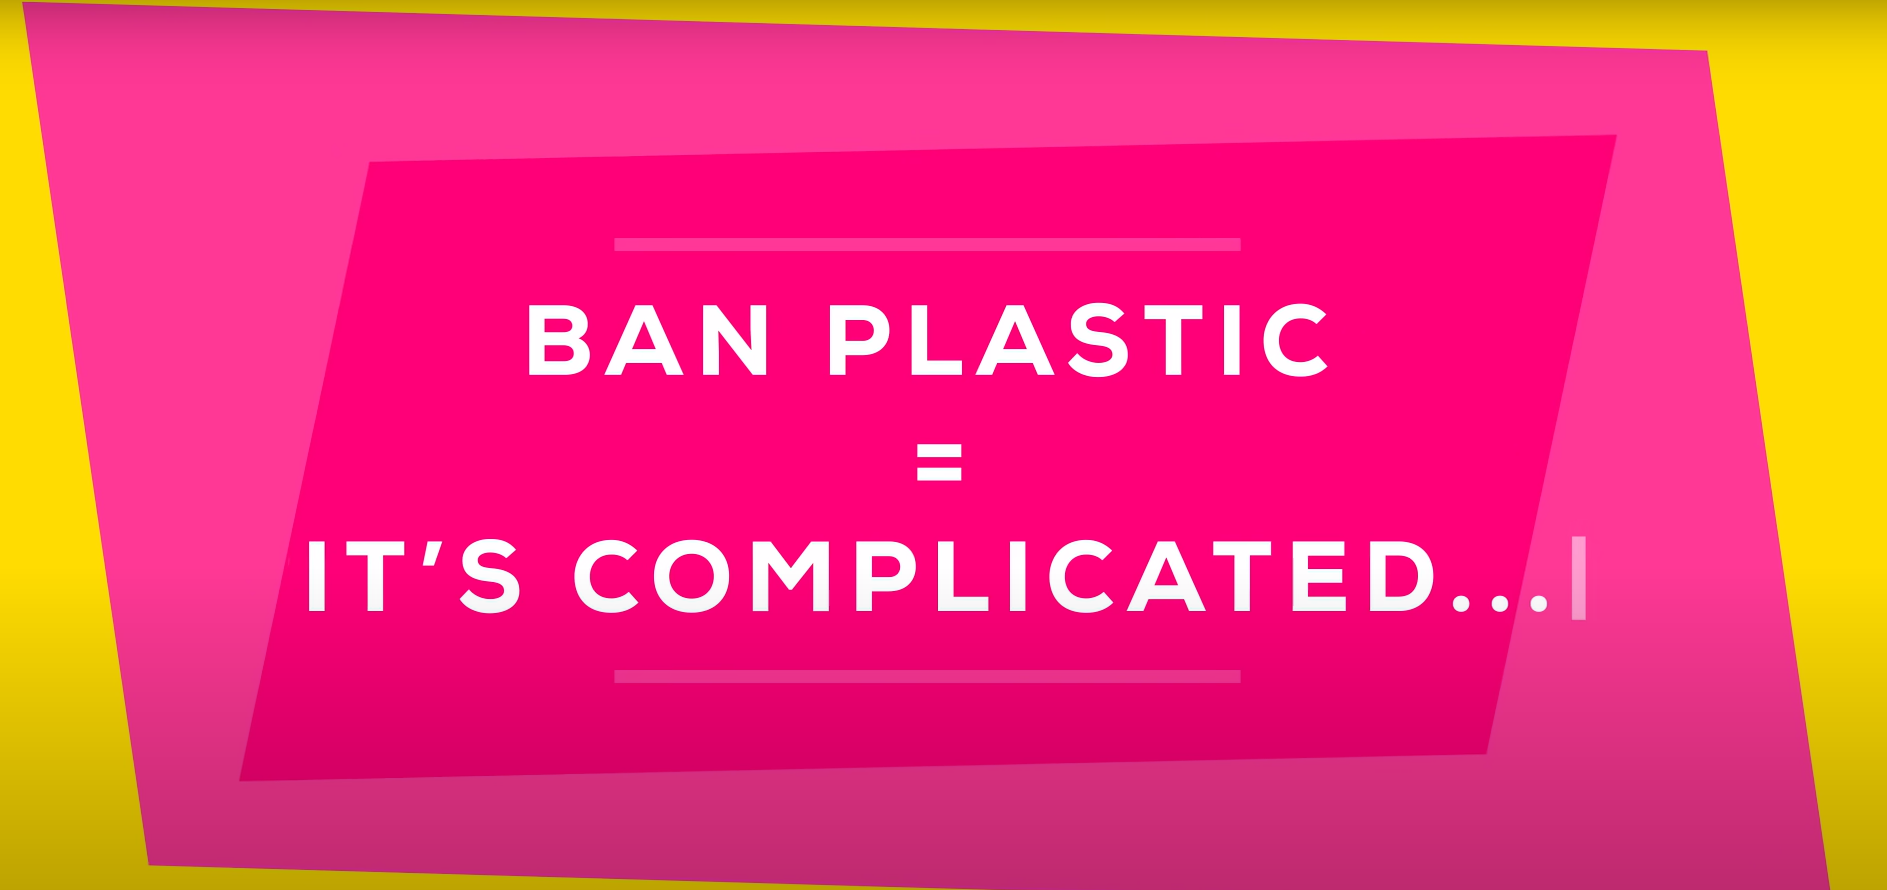 BAN PLASTIC
=
IT'S COMPLICATED...